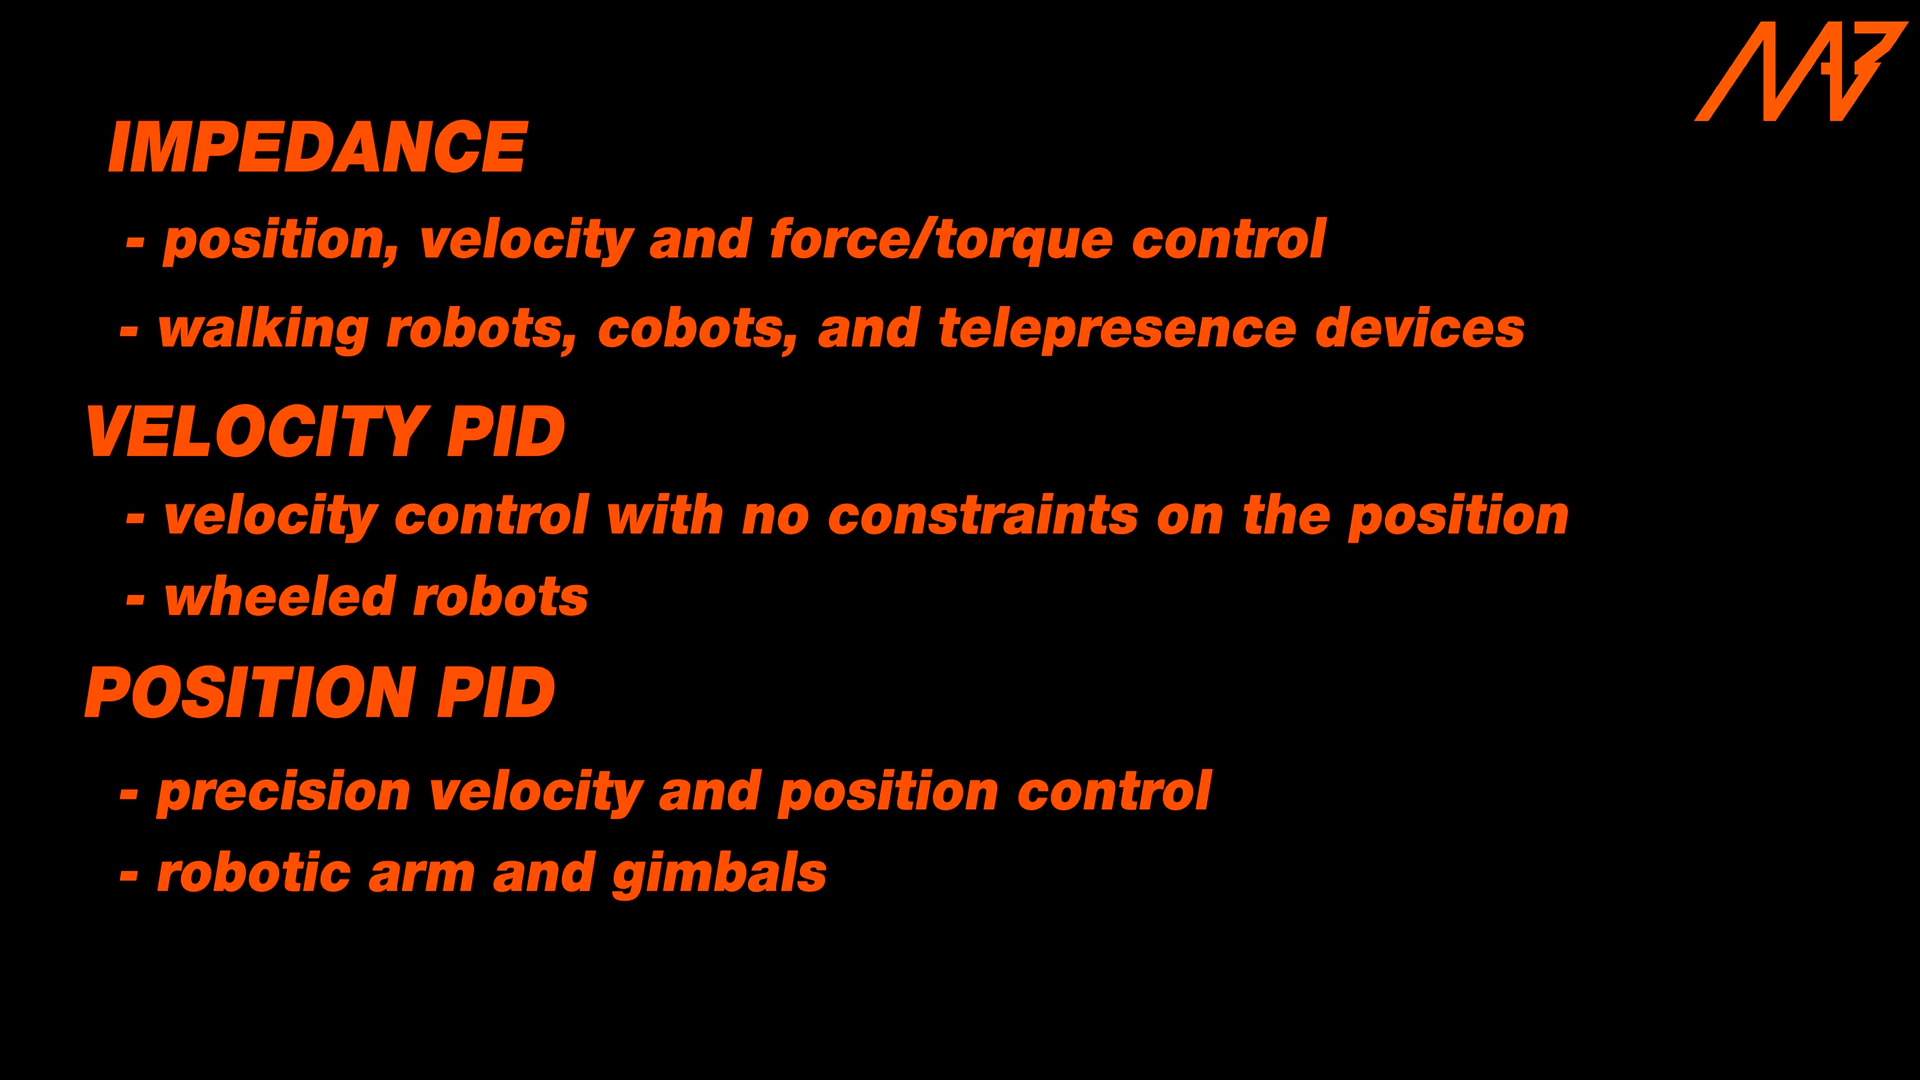 IMPEDANCE
- position, velocity and force/torque control
- walking robots, cobots, and telepresence devices
VELOCITY PID
- velocity control with no constraints on the position
- wheeled robots
POSITION PID
- precision velocity and position control
- robotic arm and gimbals